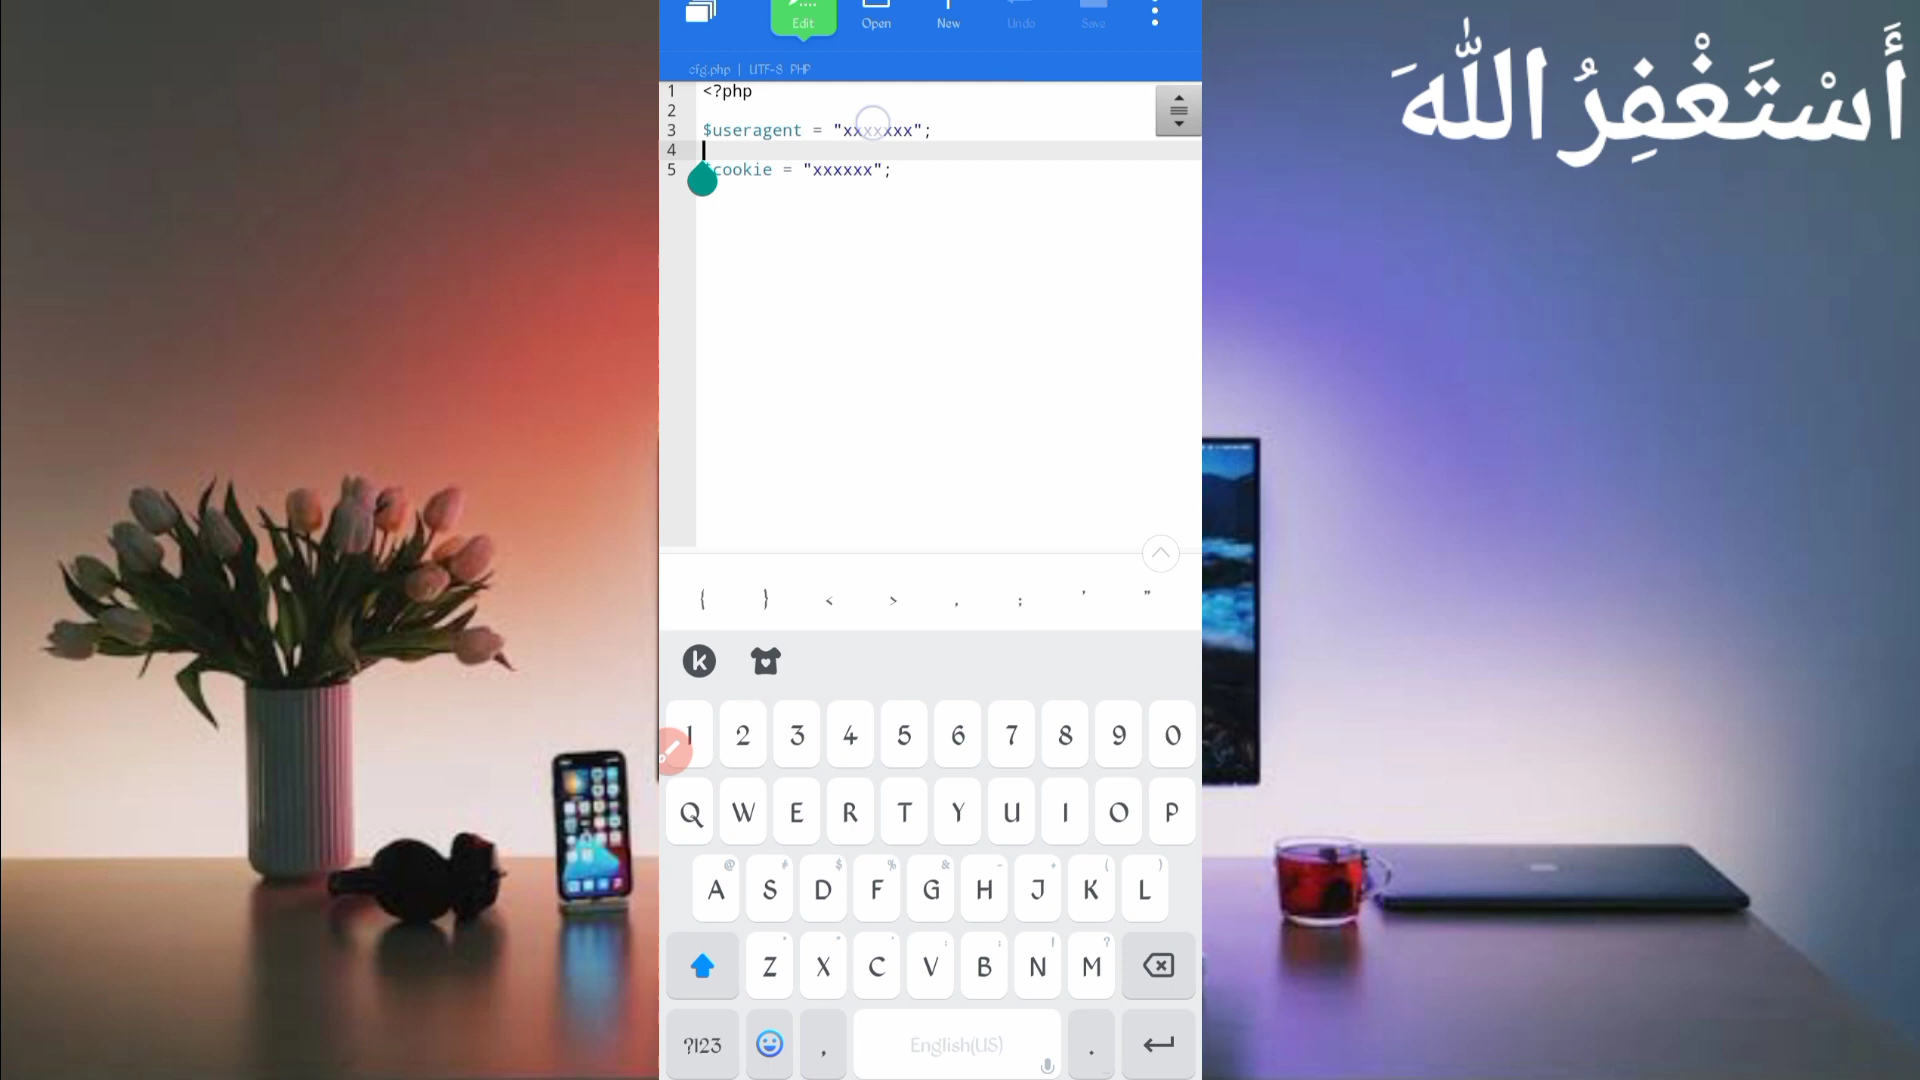 Edit Open New Undo Save
أَسْتَغْفِرُ اللّٰهَ
cfg.php | UTF-8 PHP
1 <?php
2
3 $useragent = "xxxxxxx";
4
5 $cookie = "xxxxxx";
{ } < > , ; ' "
k
1 2 3 4 5 6 7 8 9 0
Q W E R T Y U I O P
@ # $ % & - + ( )
A S D F G H J K L
Z X C V B N M
?123 , English(US) .